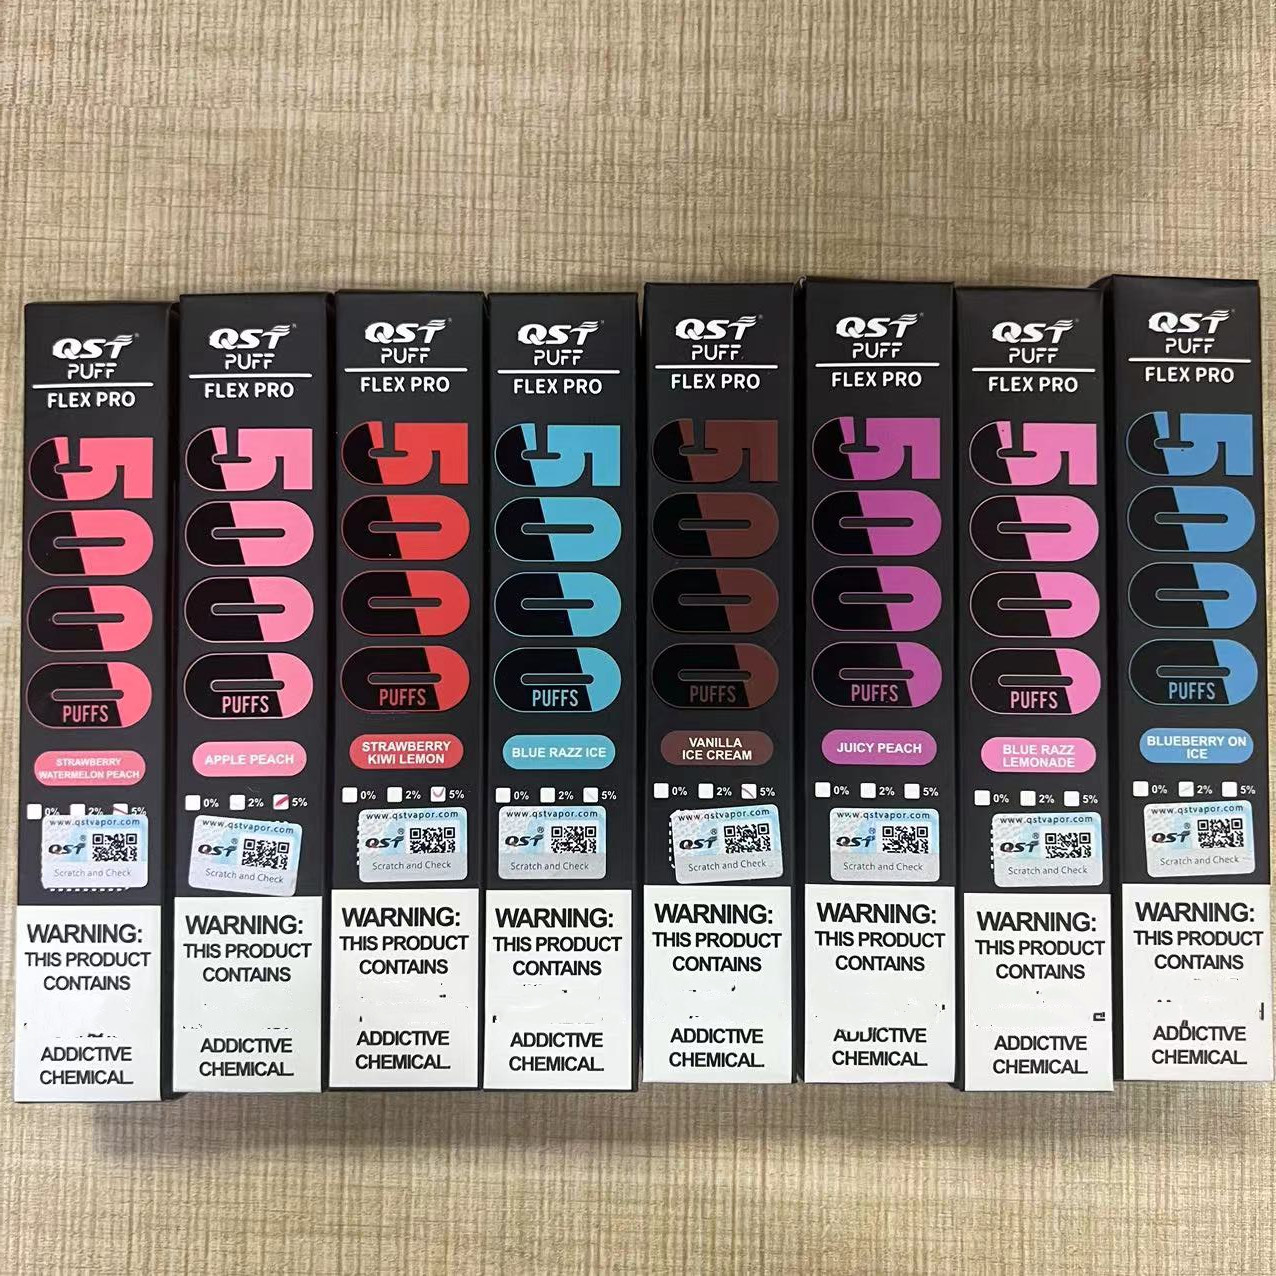 QST
PUFF
FLEX PRO
5000
PUFFS
STRAWBERRY
WATERMELON PEACH
0% 2% 5%
www.qstvapor.com
QST
Scratch and Check
WARNING:
THIS PRODUCT
CONTAINS
ADDICTIVE
CHEMICAL.
QST
PUFF
FLEX PRO
5000
PUFFS
APPLE PEACH
0% 2% 5%
www.qstvapor.com
QST
Scratch and Check
WARNING:
THIS PRODUCT
CONTAINS
ADDICTIVE
CHEMICAL.
QST
PUFF
FLEX PRO
5000
PUFFS
STRAWBERRY
KIWI LEMON
0% 2% 5%
www.qstvapor.com
QST
Scratch and Check
WARNING:
THIS PRODUCT
CONTAINS
ADDICTIVE
CHEMICAL.
QST
PUFF
FLEX PRO
5000
PUFFS
BLUE RAZZ ICE
0% 2% 5%
www.qstvapor.com
QST
Scratch and Check
WARNING:
THIS PRODUCT
CONTAINS
ADDICTIVE
CHEMICAL.
QST
PUFF
FLEX PRO
5000
PUFFS
VANILLA
ICE CREAM
0% 2% 5%
www.qstvapor.com
QST
Scratch and Check
WARNING:
THIS PRODUCT
CONTAINS
ADDICTIVE
CHEMICAL.
QST
PUFF
FLEX PRO
5000
PUFFS
JUICY PEACH
0% 2% 5%
www.qstvapor.com
QST
Scratch and Check
WARNING:
THIS PRODUCT
CONTAINS
ADDICTIVE
CHEMICAL.
QST
PUFF
FLEX PRO
5000
PUFFS
BLUE RAZZ
LEMONADE
0% 2% 5%
www.qstvapor.com
QST
Scratch and Check
WARNING:
THIS PRODUCT
CONTAINS
ADDICTIVE
CHEMICAL.
QST
PUFF
FLEX PRO
5000
PUFFS
BLUEBERRY ON
ICE
0% 2% 5%
www.qstvapor.com
QST
Scratch and Check
WARNING:
THIS PRODUCT
CONTAINS
ADDICTIVE
CHEMICAL.